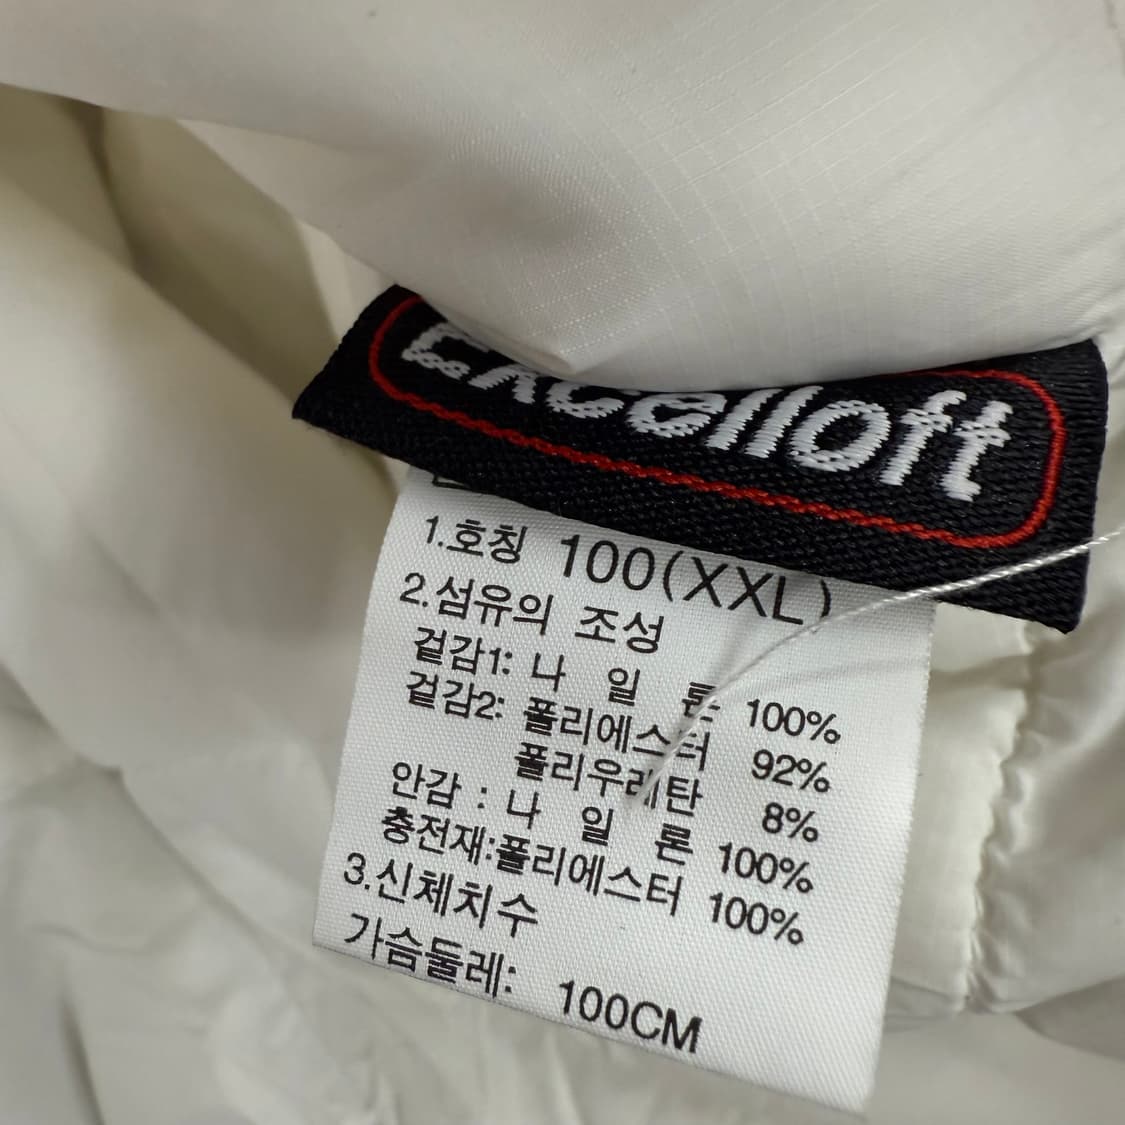 Excelloft
1.호칭 100(XXL)
2.섬유의 조성
겉감1: 나 일 론 100%
겉감2: 폴리에스터 92%
폴리우레탄 8%
안감 : 나 일 론 100%
충전재:폴리에스터 100%
3.신체치수
가슴둘레: 100CM